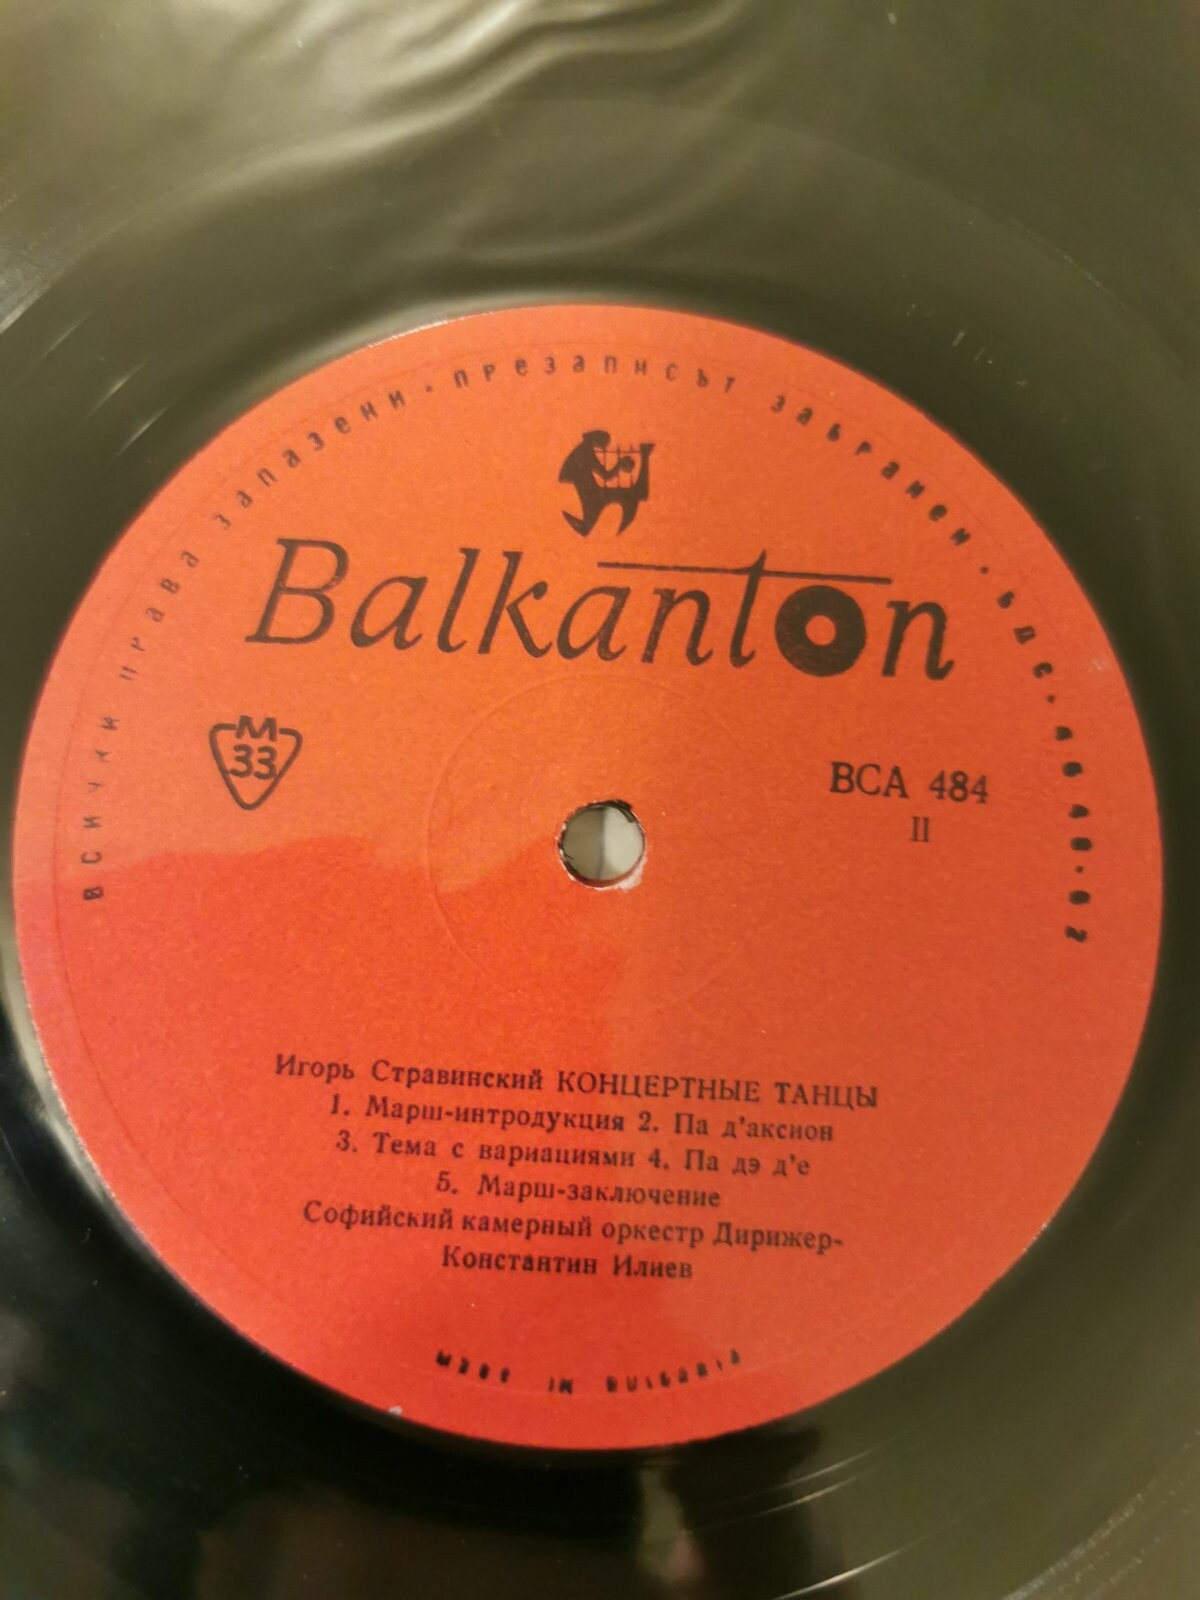 всички права запазени · презаписът забранен ·
Balkanton
М
33
ВСА 484
II
Игорь Стравинский КОНЦЕРТНЫЕ ТАНЦЫ
1. Марш-интродукция 2. Па д'аксион
3. Тема с вариациями 4. Па дэ д'е
5. Марш-заключение
Софийский камерный оркестр Дирижер-
Константин Илиев
MADE IN BULGARIA